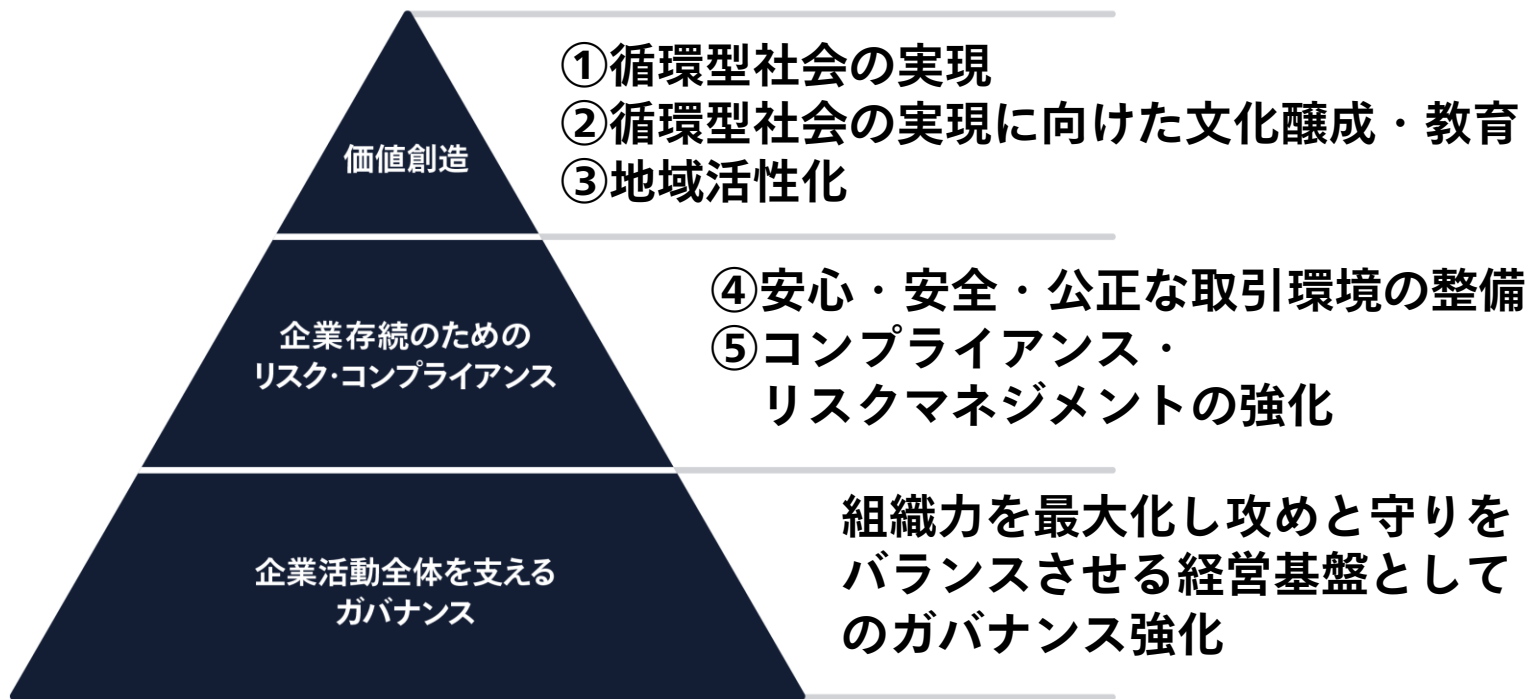 価値創造
①循環型社会の実現
②循環型社会の実現に向けた文化醸成・教育
③地域活性化
企業存続のための
リスク・コンプライアンス
④安心・安全・公正な取引環境の整備
⑤コンプライアンス・
リスクマネジメントの強化
企業活動全体を支える
ガバナンス
組織力を最大化し攻めと守りを
バランスさせる経営基盤として
のガバナンス強化